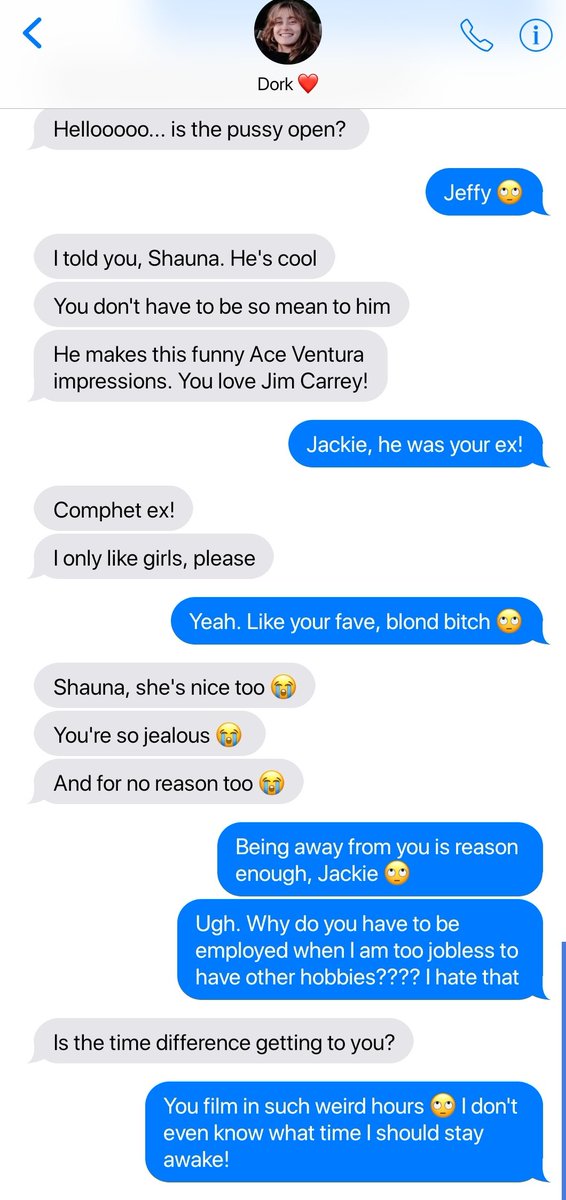 Dork ❤️
Hellooooo... is the pussy open?
Jeffy 🙄
I told you, Shauna. He's cool
You don't have to be so mean to him
He makes this funny Ace Ventura
impressions. You love Jim Carrey!
Jackie, he was your ex!
Comphet ex!
I only like girls, please
Yeah. Like your fave, blond bitch 🙄
Shauna, she's nice too 😭
You're so jealous 😭
And for no reason too 😭
Being away from you is reason
enough, Jackie 🙄
Ugh. Why do you have to be
employed when I am too jobless to
have other hobbies???? I hate that
Is the time difference getting to you?
You film in such weird hours 🙄 I don't
even know what time I should stay
awake!